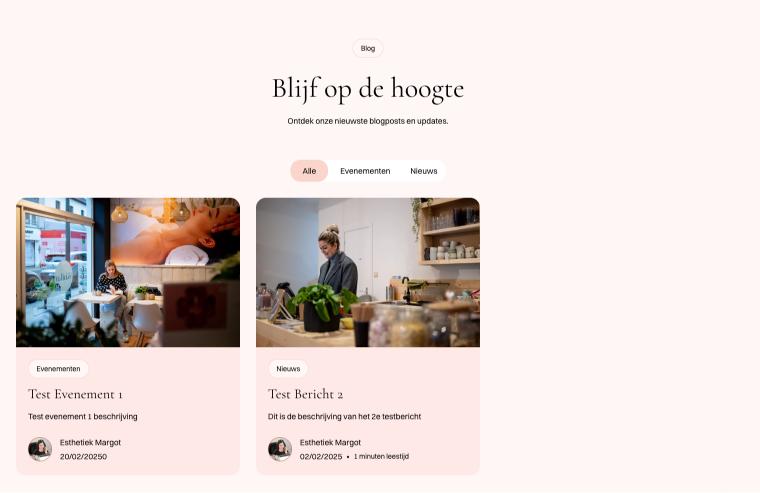 Blog
Blijf op de hoogte
Ontdek onze nieuwste blogposts en updates.
Alle
Evenementen
Nieuws
Evenementen
Test Evenement 1
Test evenement 1 beschrijving
Esthetiek Margot
20/02/20250
Nieuws
Test Bericht 2
Dit is de beschrijving van het 2e testbericht
Esthetiek Margot
02/02/2025 • 1 minuten leestijd